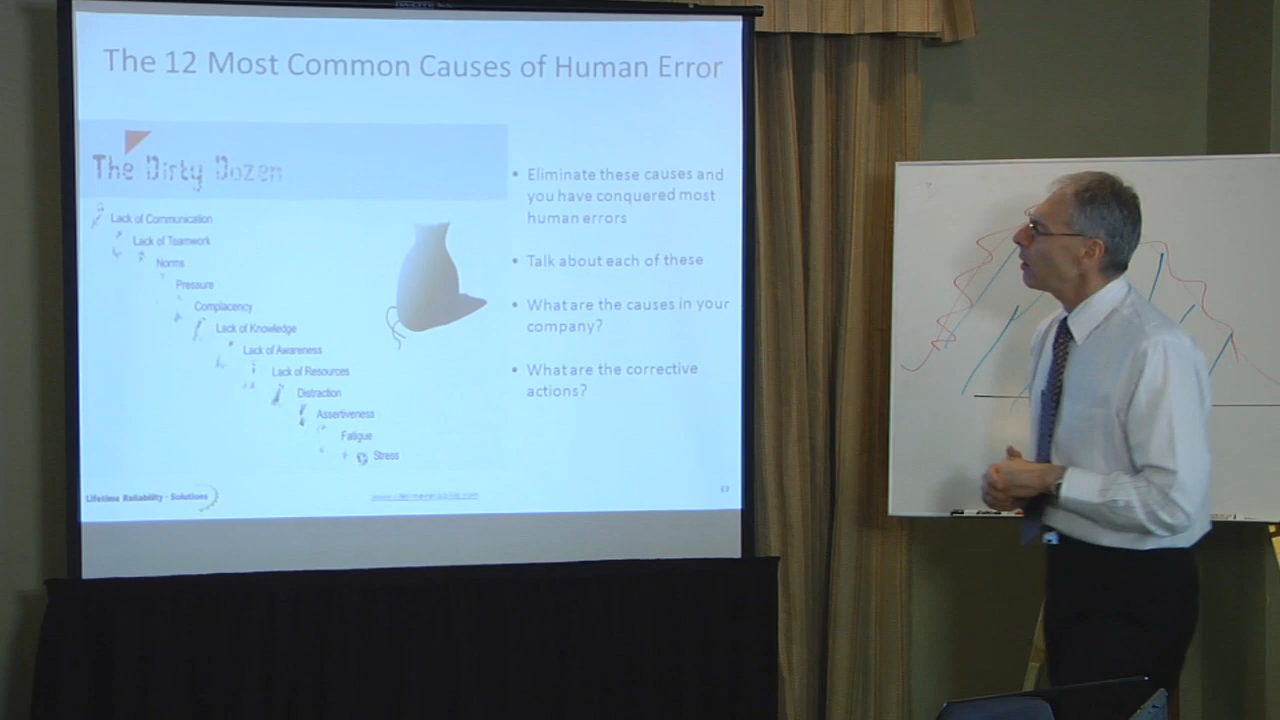 The 12 Most Common Causes of Human Error
The Dirty Dozen
Lack of Communication
Lack of Teamwork
Norms
Pressure
Complacency
Lack of Knowledge
Lack of Awareness
Lack of Resources
Distraction
Assertiveness
Fatigue
Stress
• Eliminate these causes and
you have conquered most
human errors
• Talk about each of these
• What are the causes in your
company?
• What are the corrective
actions?
Lifetime Reliability - Solutions